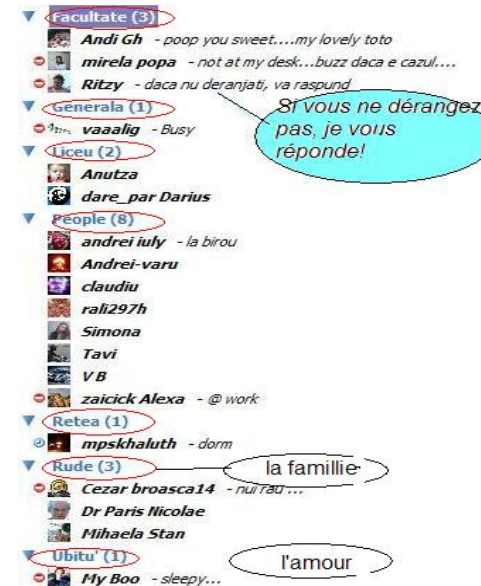 Facultate (3)
Andi Gh - poop you sweet....my lovely toto
mirela popa - not at my desk...buzz daca e cazul....
Ritzy - daca nu deranjati, va raspund
Si vous ne dérangez
pas, je vous
réponde!
Generala (1)
vaaalig - Busy
Liceu (2)
Anutza
dare_par Darius
People (8)
andrei iuly - la birou
Andrei-varu
claudiu
rali297h
Simona
Tavi
V B
zaicick Alexa - @ work
Retea (1)
mpskhaluth - dorm
Rude (3)
la famillie
Cezar broasca14 - nui rau ...
Dr Paris Nicolae
Mihaela Stan
Ubitu' (1)
l'amour
My Boo - sleepy...